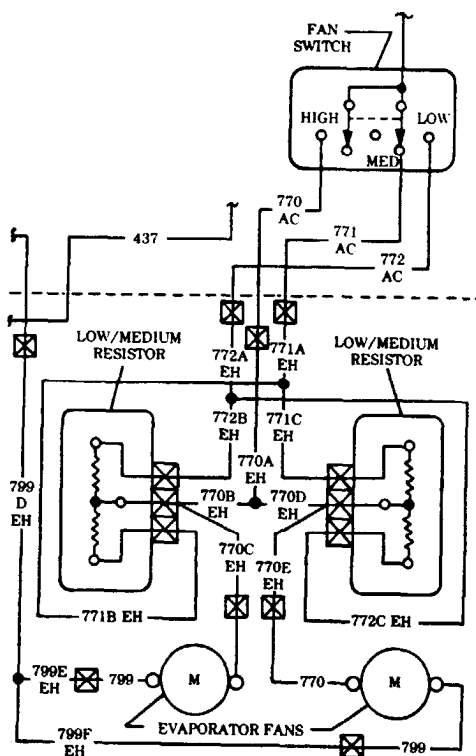 FAN
SWITCH
HIGH
LOW
MED
770
AC
771
AC
437
772
AC
LOW/MEDIUM
RESISTOR
LOW/MEDIUM
RESISTOR
772A
EH
771A
EH
772B
EH
771C
EH
770A
EH
799
D
EH
770B
EH
770D
EH
770C
EH
770E
EH
771B EH
772C EH
799E
EH
799
M
770
M
EVAPORATOR FANS
799F
EH
799